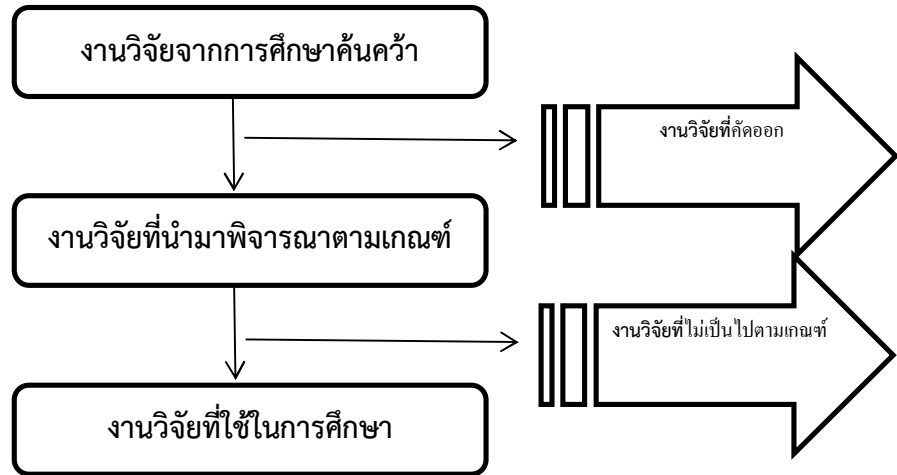 งานวิจัยจากการศึกษาค้นคว้า
งานวิจัยที่คัดออก
งานวิจัยที่นำมาพิจารณาตามเกณฑ์
งานวิจัยที่ไม่เป็นไปตามเกณฑ์
งานวิจัยที่ใช้ในการศึกษา